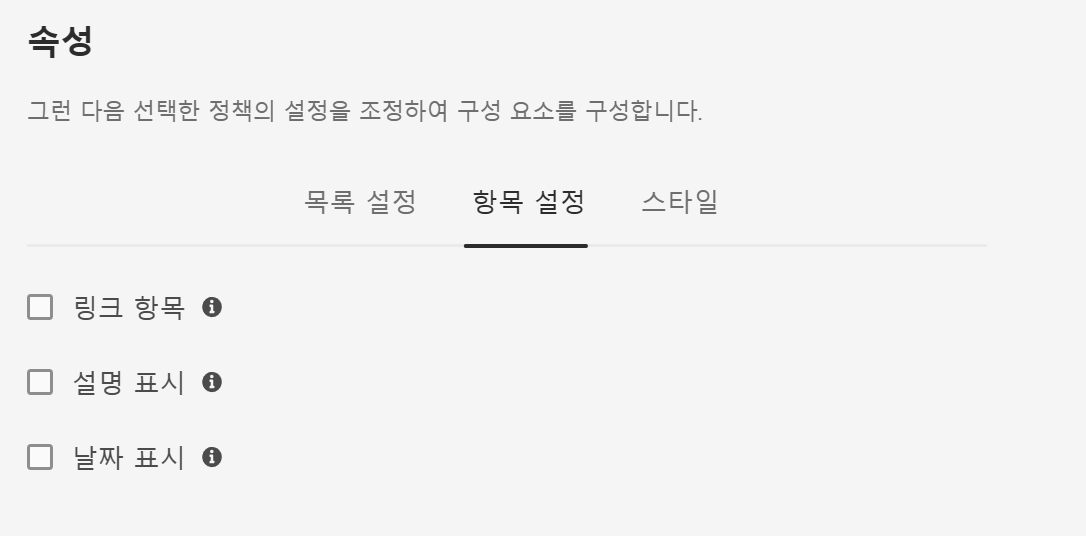 속성
그런 다음 선택한 정책의 설정을 조정하여 구성 요소를 구성합니다.
목록 설정 항목 설정 스타일
링크 항목
설명 표시
날짜 표시